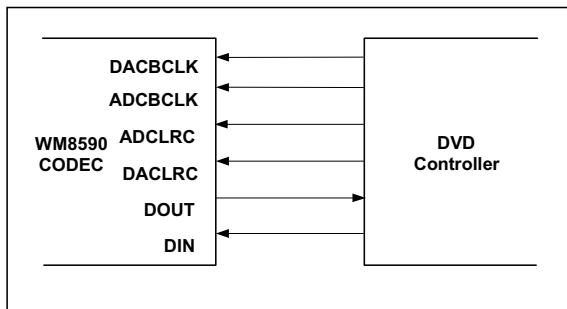 DACBCLK
ADCBCLK
ADCLRC
WM8590
CODEC
DACLRC
DOUT
DIN
DVD
Controller